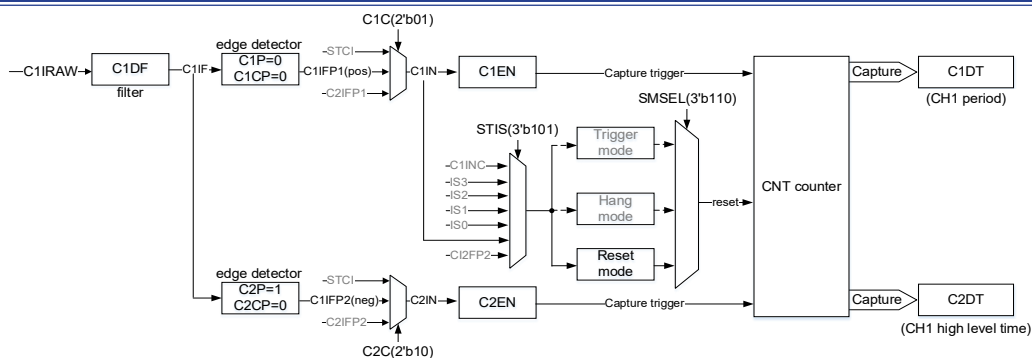 C1C(2'b01)
edge detector
C1P=0
C1CP=0
C1IRAW
C1DF
filter
C1IF
STCI
C1IFP1(pos)
C2IFP1
C1IN
C1EN
Capture trigger
Capture
C1DT
(CH1 period)
SMSEL(3'b110)
STIS(3'b101)
C1INC
IS3
IS2
IS1
IS0
CI2FP2
Trigger
mode
Hang
mode
Reset
mode
reset
CNT counter
edge detector
C2P=1
C2CP=0
STCI
C1IFP2(neg)
C2IFP2
C2IN
C2EN
Capture trigger
Capture
C2DT
(CH1 high level time)
C2C(2'b10)